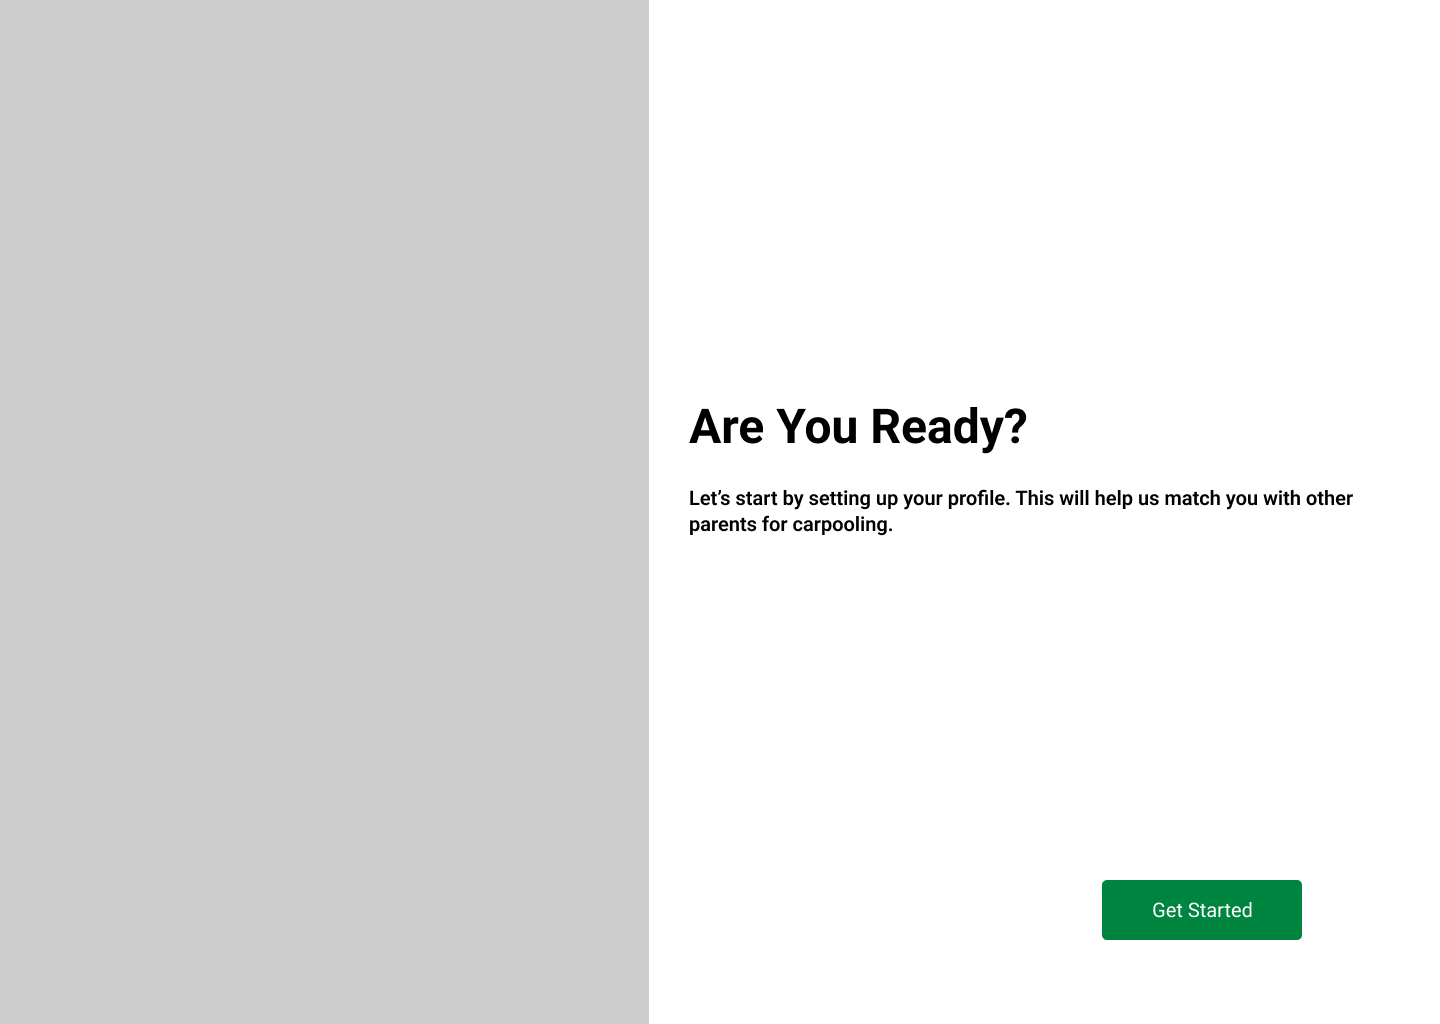 Are You Ready?
Let’s start by setting up your profile. This will help us match you with other
parents for carpooling.
Get Started